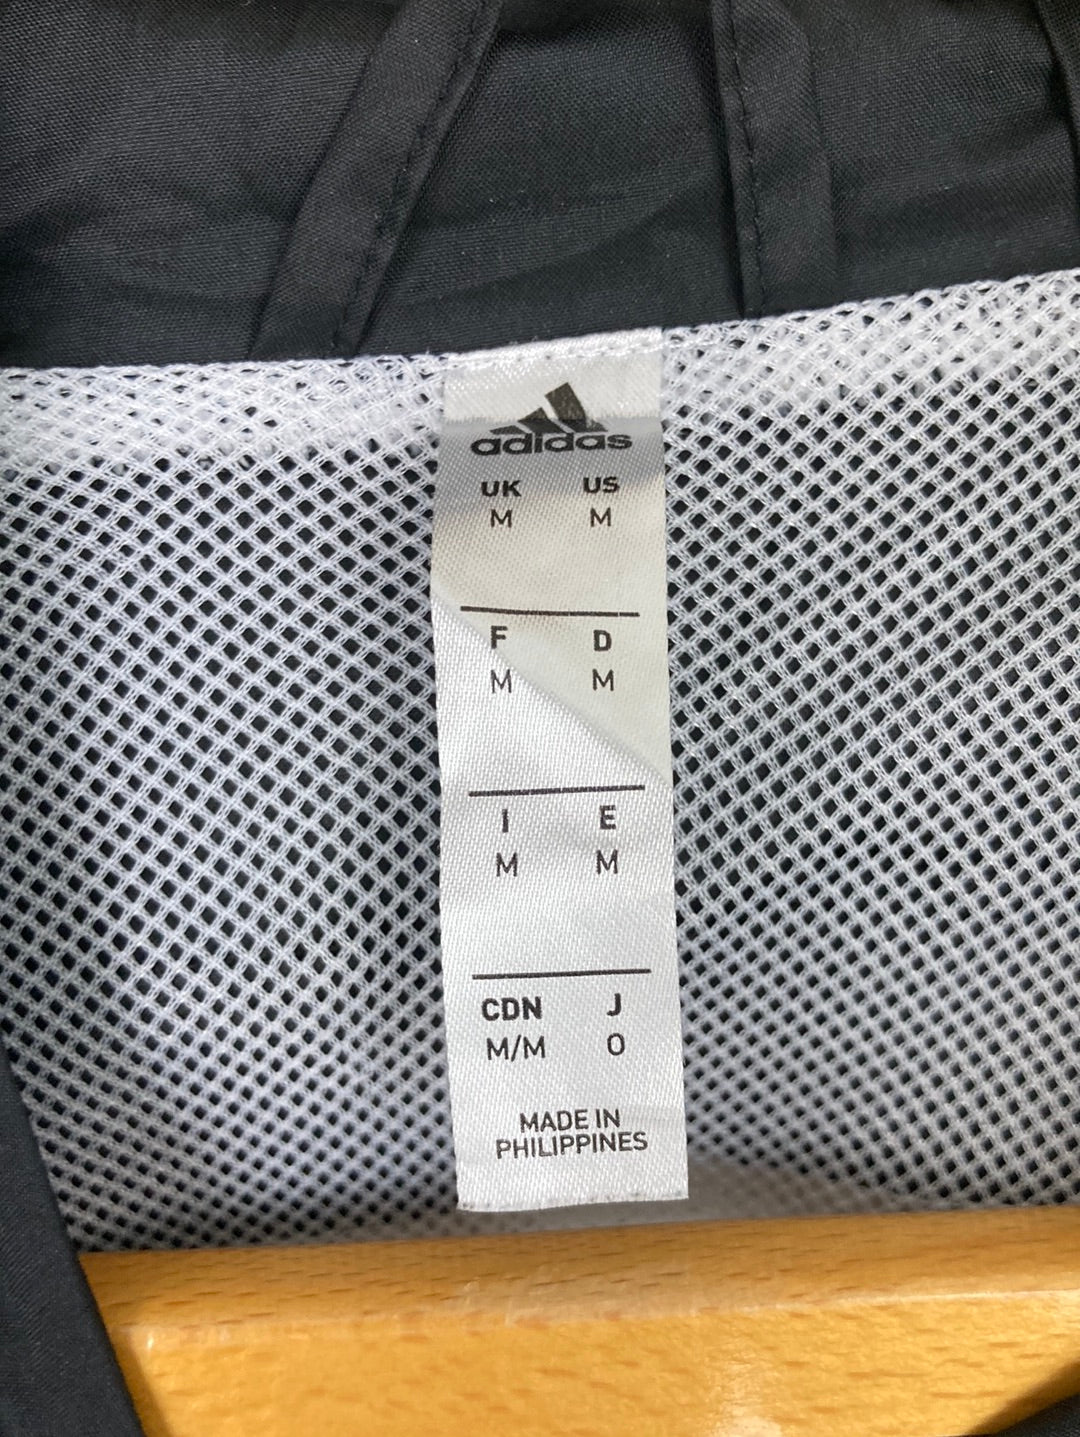 adidas
UK US
M M
F D
M M
I E
M M
CDN J
M/M O
MADE IN
PHILIPPINES